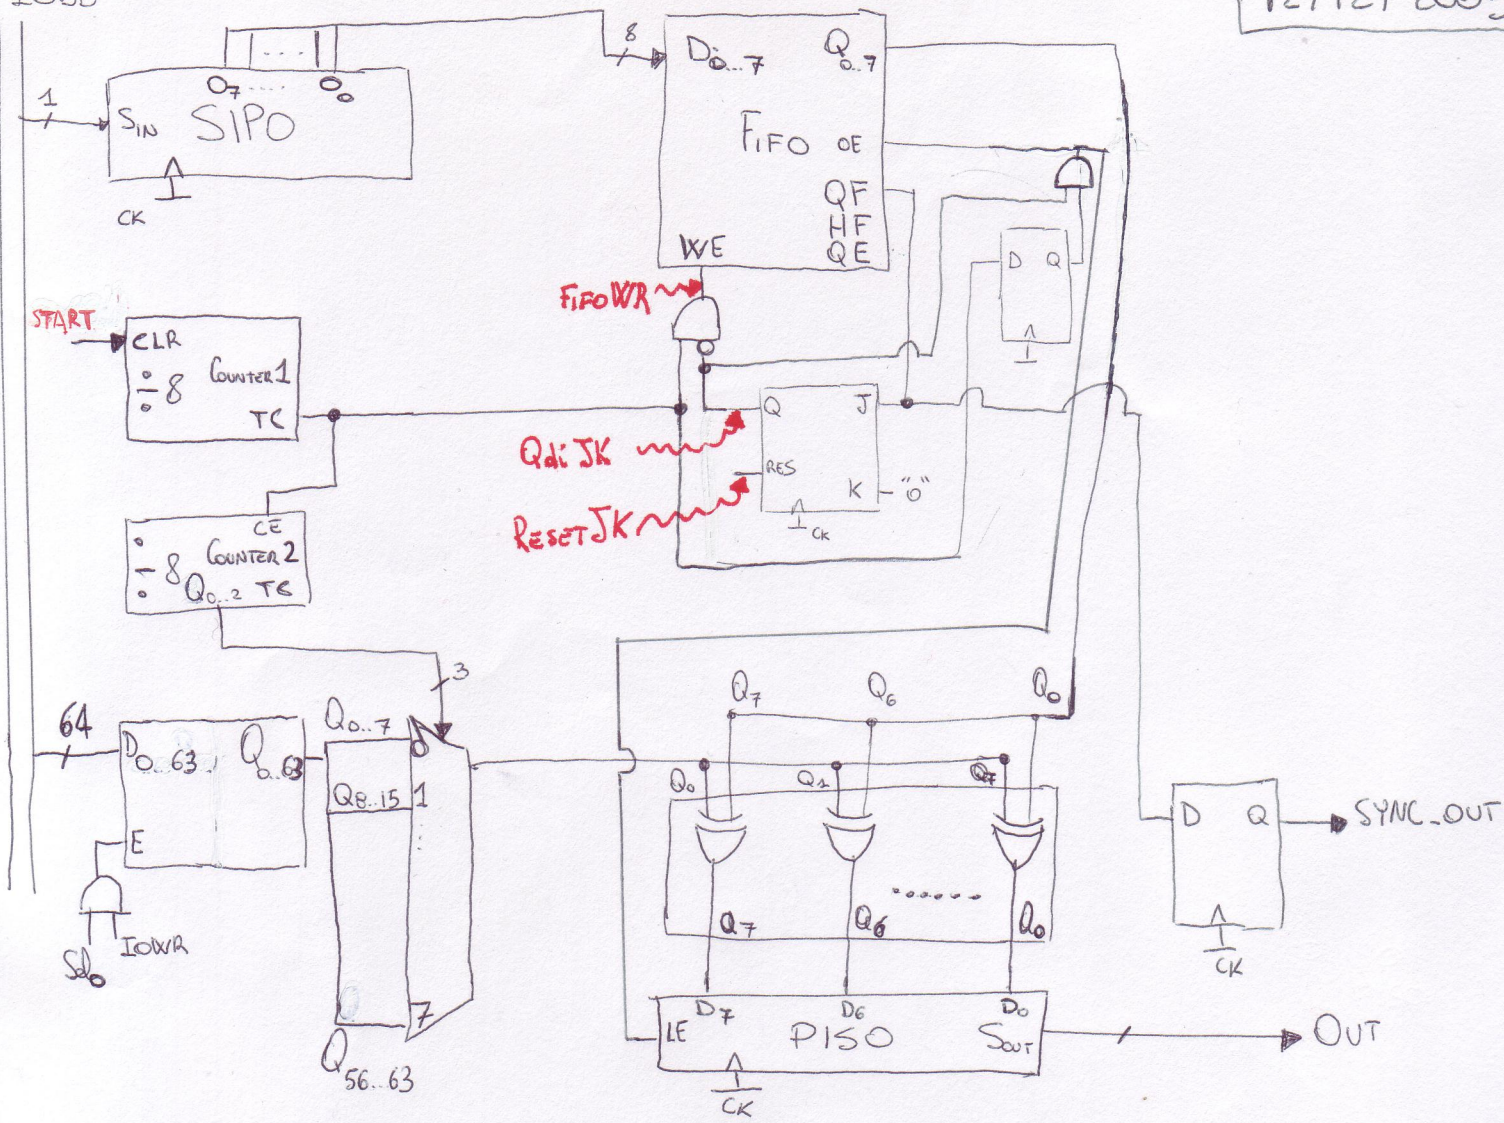 8
D0...7 Q0..7
1
O7 ..... O0
SIN SIPO
FIFO OE
CK
QF
HF
WE QE
FIFOWR
START
CLR
÷8 COUNTER1
TC
D Q
Q J
QdiJK
RES
K "0"
RESETJK
CK
CE
÷8 COUNTER2
Q0..2 TC
3
Q7 Q6 Q0
64
Q0..7
D0...63 Q0..63
0
Q0 Q1 Q7
Q8..15 1
E
D Q SYNC_OUT
IOWR
Sel0
Q7 Q6 ...... Q0
CK
7
D7 D6 D0
LE PISO SOUT OUT
Q56..63
CK